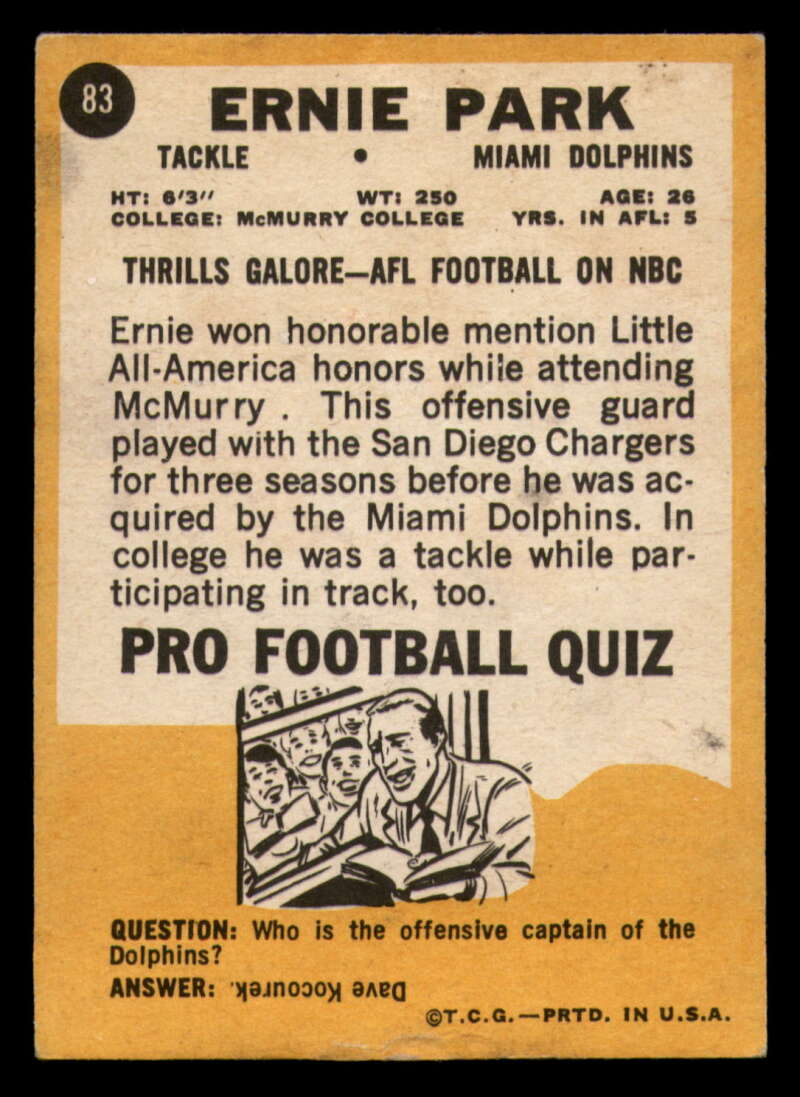 83
ERNIE PARK
TACKLE • MIAMI DOLPHINS
HT: 6'3" WT: 250 AGE: 26
COLLEGE: McMURRY COLLEGE YRS. IN AFL: 5
THRILLS GALORE—AFL FOOTBALL ON NBC
Ernie won honorable mention Little
All-America honors while attending
McMurry . This offensive guard
played with the San Diego Chargers
for three seasons before he was ac-
quired by the Miami Dolphins. In
college he was a tackle while par-
ticipating in track, too.
PRO FOOTBALL QUIZ
QUESTION: Who is the offensive captain of the
Dolphins?
ANSWER: Dave Kocourek.
©T.C.G.—PRTD. IN U.S.A.